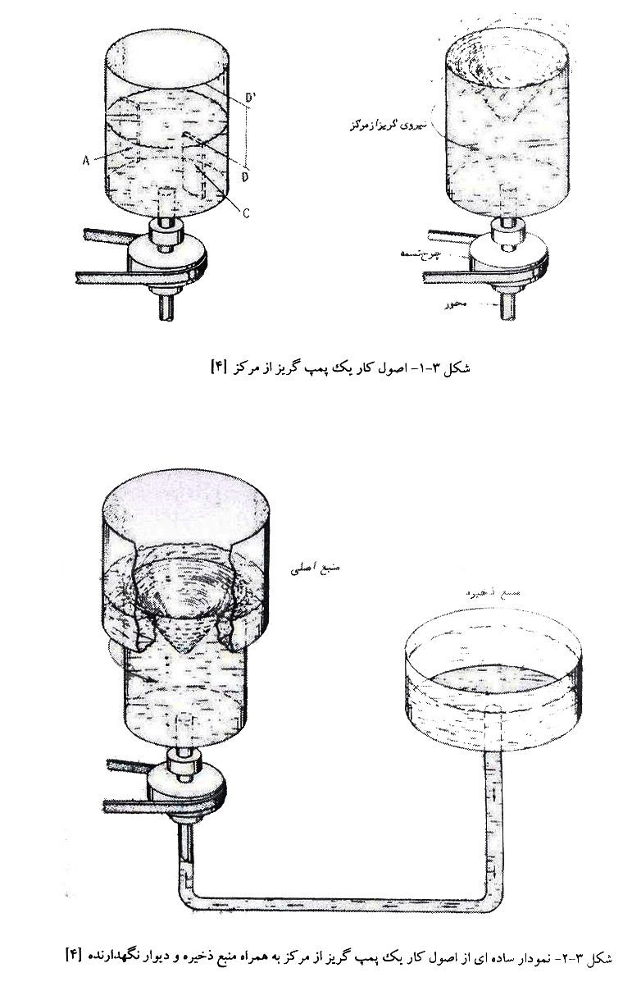 D'
A
D
C
نیروی گریز از مرکز
چرخ تسمه
محور
شکل ۳-۱- اصول کار یک پمپ گریز از مرکز [۴]
منبع اصلی
منبع ذخیره
شکل ۳-۲- نمودار ساده ای از اصول کار یک پمپ گریز از مرکز به همراه منبع ذخیره و دیوار نگهدارنده [۴]